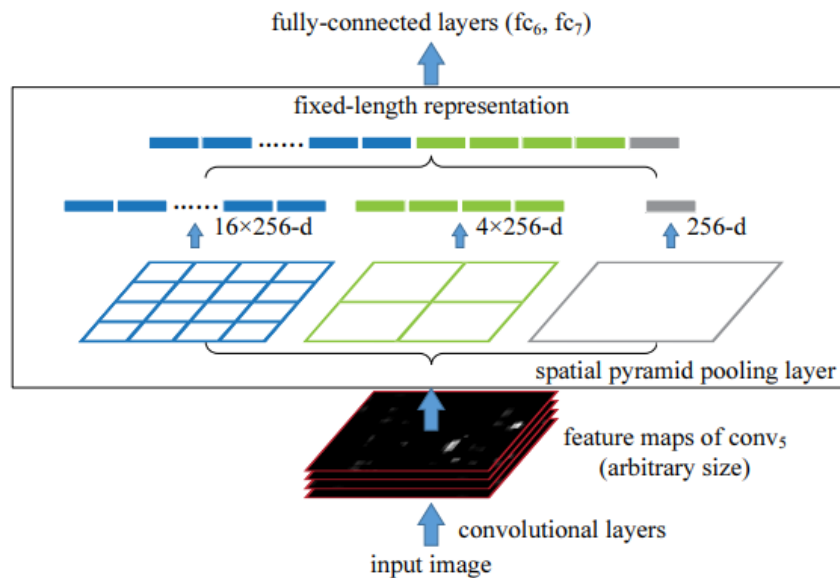 fully-connected layers (fc₆, fc₇)
fixed-length representation
......
......
16×256-d
4×256-d
256-d
spatial pyramid pooling layer
feature maps of conv₅
(arbitrary size)
convolutional layers
input image